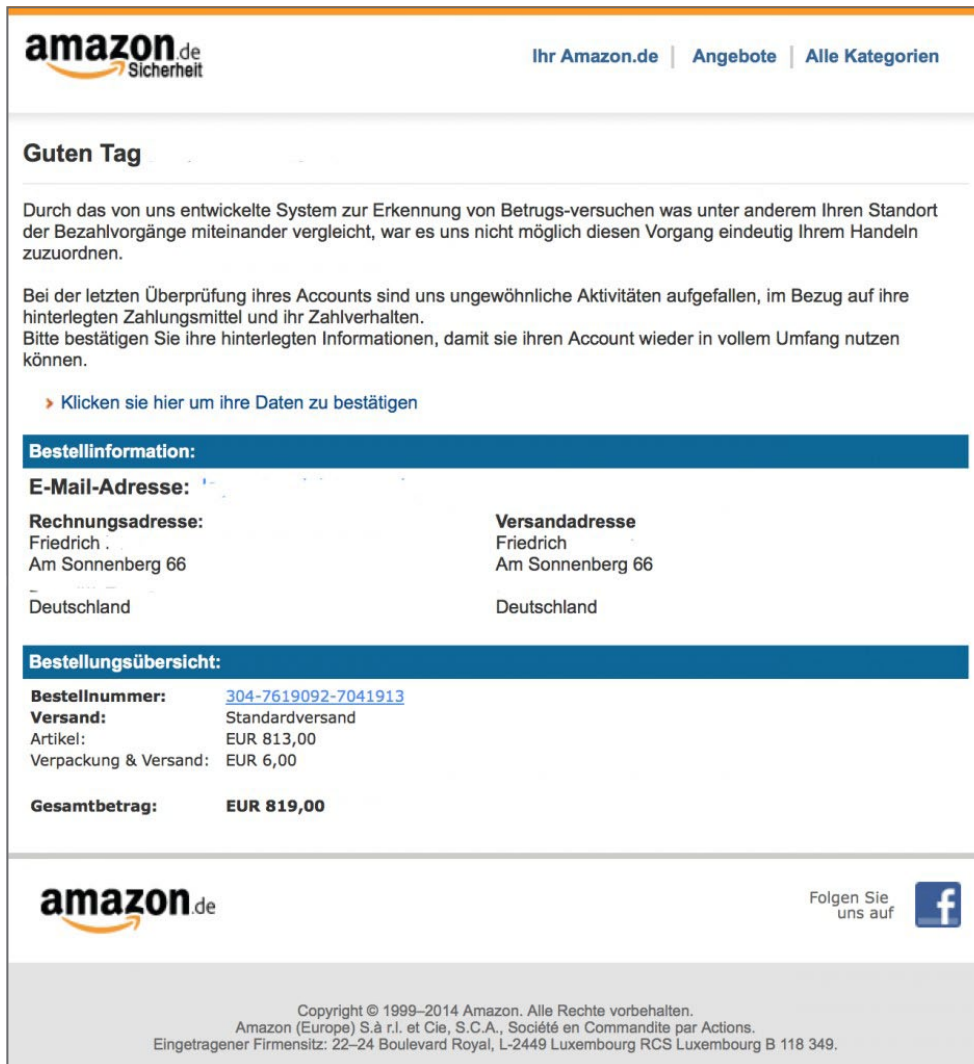 amazon.de
Sicherheit
Ihr Amazon.de | Angebote | Alle Kategorien
Guten Tag
Durch das von uns entwickelte System zur Erkennung von Betrugs-versuchen was unter anderem Ihren Standort
der Bezahlvorgänge miteinander vergleicht, war es uns nicht möglich diesen Vorgang eindeutig Ihrem Handeln
zuzuordnen.
Bei der letzten Überprüfung ihres Accounts sind uns ungewöhnliche Aktivitäten aufgefallen, im Bezug auf ihre
hinterlegten Zahlungsmittel und ihr Zahlverhalten.
Bitte bestätigen Sie ihre hinterlegten Informationen, damit sie ihren Account wieder in vollem Umfang nutzen
können.
Klicken sie hier um ihre Daten zu bestätigen
Bestellinformation:
E-Mail-Adresse:
Rechnungsadresse: Versandadresse
Friedrich Friedrich
Am Sonnenberg 66 Am Sonnenberg 66
Deutschland Deutschland
Bestellungsübersicht:
Bestellnummer: 304-7619092-7041913
Versand: Standardversand
Artikel: EUR 813,00
Verpackung & Versand: EUR 6,00
Gesamtbetrag: EUR 819,00
amazon.de
Folgen Sie
uns auf
f
Copyright © 1999–2014 Amazon. Alle Rechte vorbehalten.
Amazon (Europe) S.à r.l. et Cie, S.C.A., Société en Commandite par Actions.
Eingetragener Firmensitz: 22–24 Boulevard Royal, L-2449 Luxembourg RCS Luxembourg B 118 349.